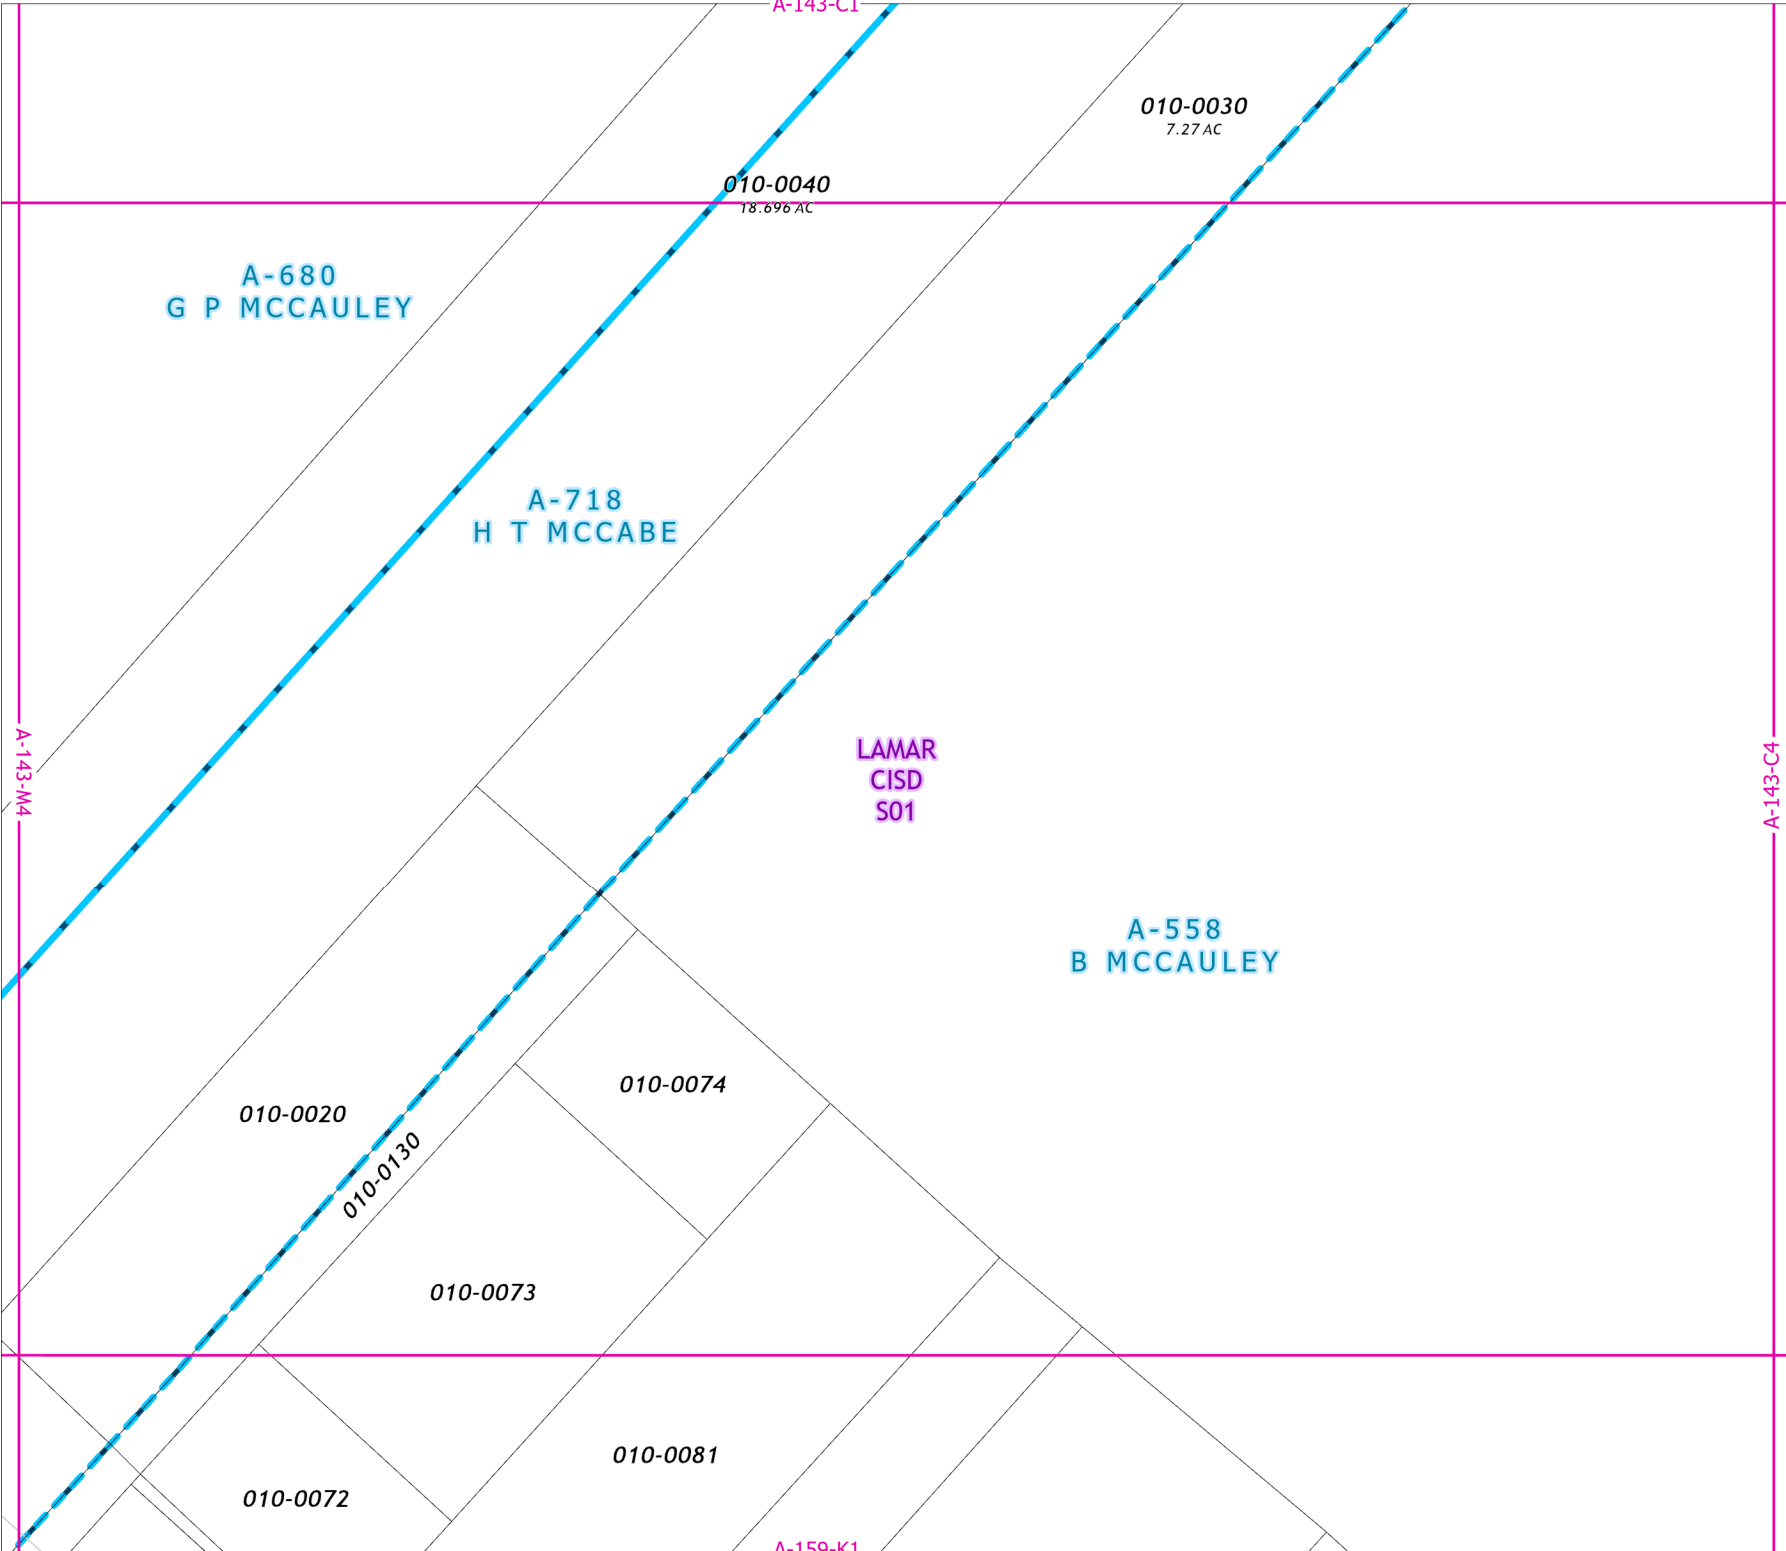 A-143-C1
010-0030
7.27 AC
010-0040
18.696 AC
A-680
G P MCCAULEY
A-718
H T MCCABE
A-143-M4
LAMAR
CISD
S01
A-143-C4
A-558
B MCCAULEY
010-0074
010-0020
010-0130
010-0073
010-0081
010-0072
A-159-K1